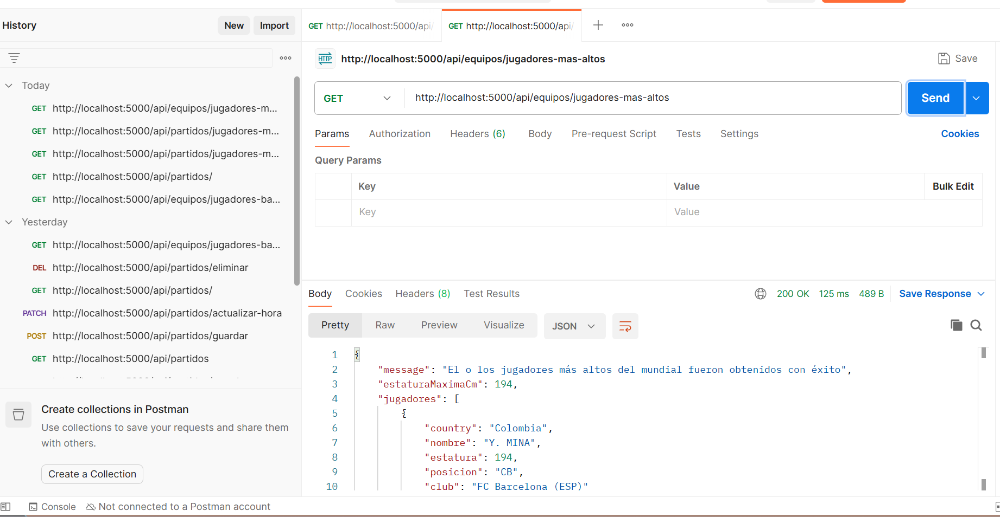 History
New
Import
GET http://localhost:5000/api/
GET http://localhost:5000/api/
http://localhost:5000/api/equipos/jugadores-mas-altos
Save
Today
GET http://localhost:5000/api/equipos/jugadores-m...
GET http://localhost:5000/api/partidos/jugadores-m...
GET http://localhost:5000/api/partidos/jugadores-m...
GET http://localhost:5000/api/partidos/
GET http://localhost:5000/api/equipos/jugadores-ba...
Yesterday
GET http://localhost:5000/api/equipos/jugadores-ba...
DEL http://localhost:5000/api/partidos/eliminar
GET http://localhost:5000/api/partidos/
PATCH http://localhost:5000/api/partidos/actualizar-hora
POST http://localhost:5000/api/partidos/guardar
GET http://localhost:5000/api/partidos
Create collections in Postman
Use collections to save your requests and share them
with others.
Create a Collection
HTTP
GET
http://localhost:5000/api/equipos/jugadores-mas-altos
Send
Params Authorization Headers (6) Body Pre-request Script Tests Settings
Cookies
Query Params
Key Value Bulk Edit
Key Value
Body Cookies Headers (8) Test Results
200 OK 125 ms 489 B Save Response
Pretty Raw Preview Visualize JSON
1 {
2 "message": "El o los jugadores más altos del mundial fueron obtenidos con éxito",
3 "estaturaMaximaCm": 194,
4 "jugadores": [
5 {
6 "country": "Colombia",
7 "nombre": "Y. MINA",
8 "estatura": 194,
9 "posicion": "CB",
10 "club": "FC Barcelona (ESP)"
Console Not connected to a Postman account